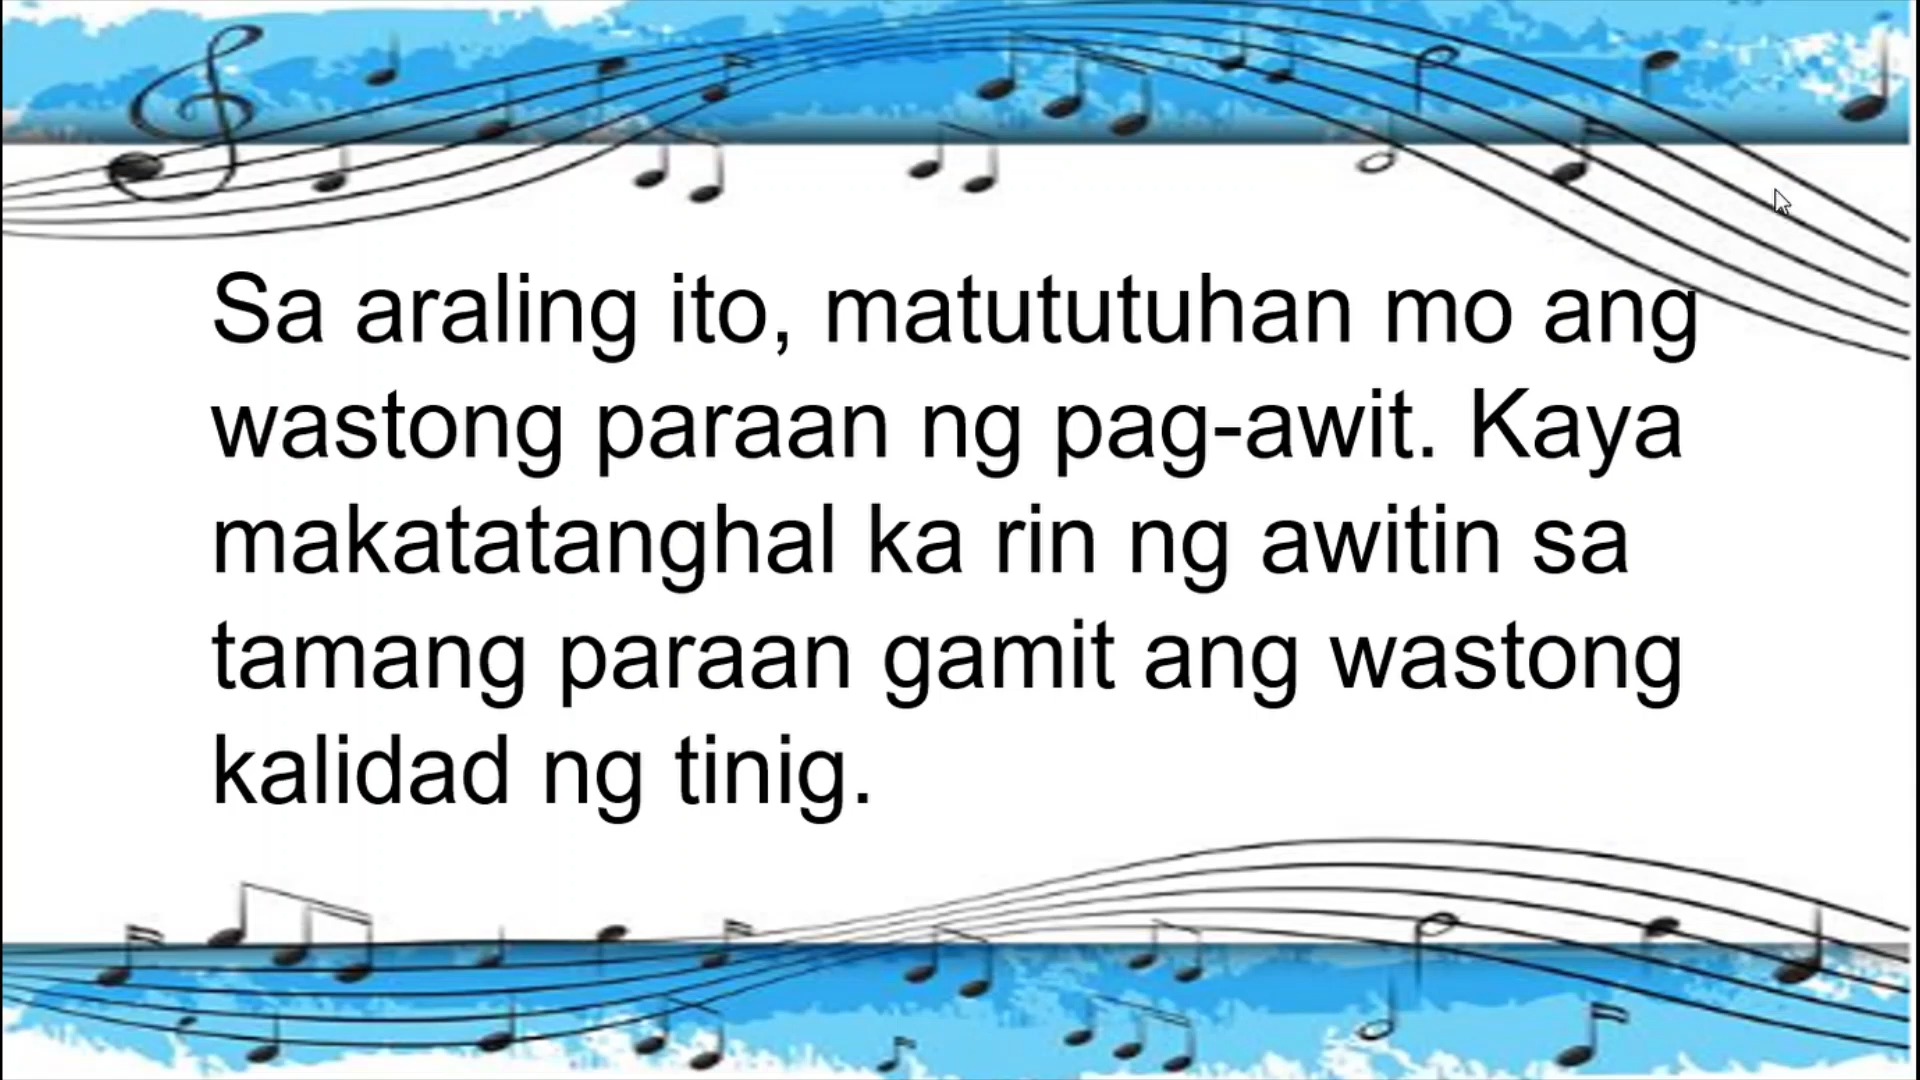 Sa araling ito, matututuhan mo ang
wastong paraan ng pag-awit. Kaya
makatatanghal ka rin ng awitin sa
tamang paraan gamit ang wastong
kalidad ng tinig.